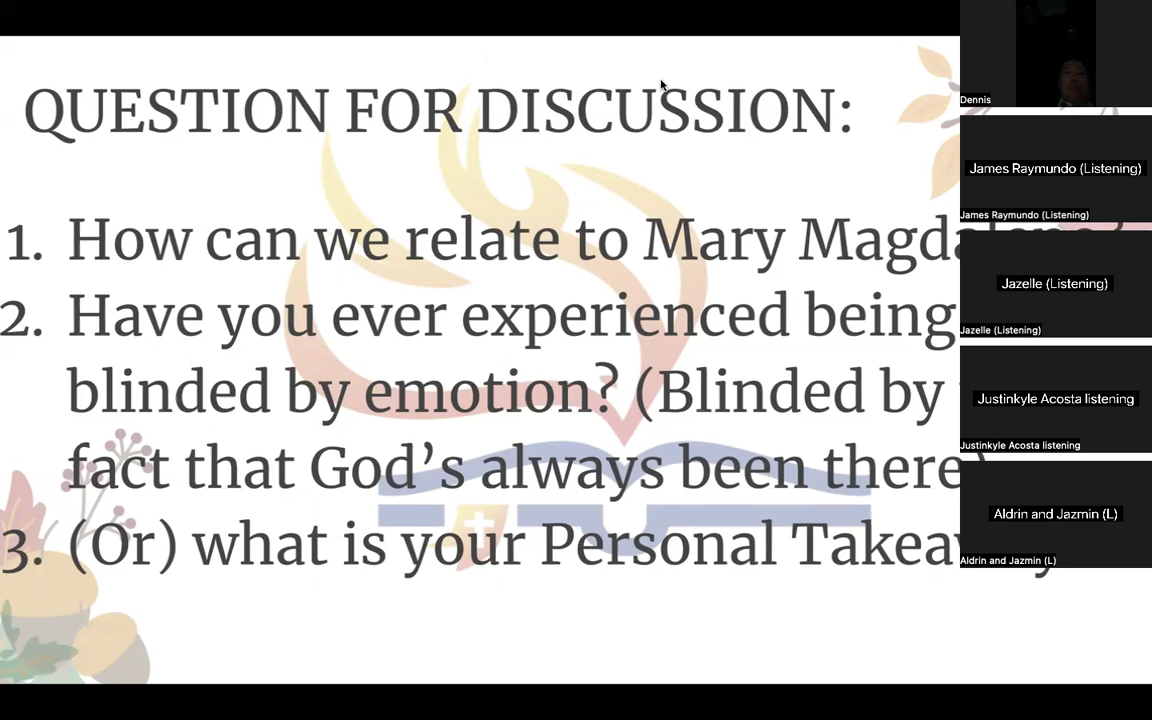 QUESTION FOR DISCUSSION:
1. How can we relate to Mary
2. Have you ever experienced being
blinded by emotion? (Blinded by
fact that God's always been there
3. (Or) what is your Personal
Dennis
James Raymundo (Listening)
James Raymundo (Listening)
Jazelle (Listening)
Jazelle (Listening)
Justinkyle Acosta listening
Justinkyle Acosta listening
Aldrin and Jazmin (L)
Aldrin and Jazmin (L)